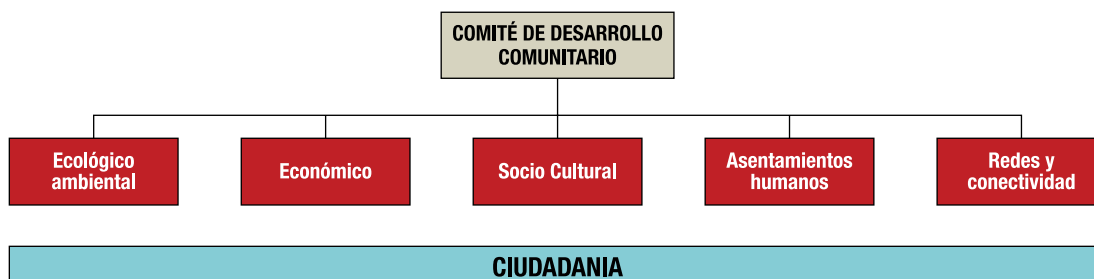 COMITÉ DE DESARROLLO
COMUNITARIO
Ecológico
ambiental
Económico
Socio Cultural
Asentamientos
humanos
Redes y
conectividad
CIUDADANIA